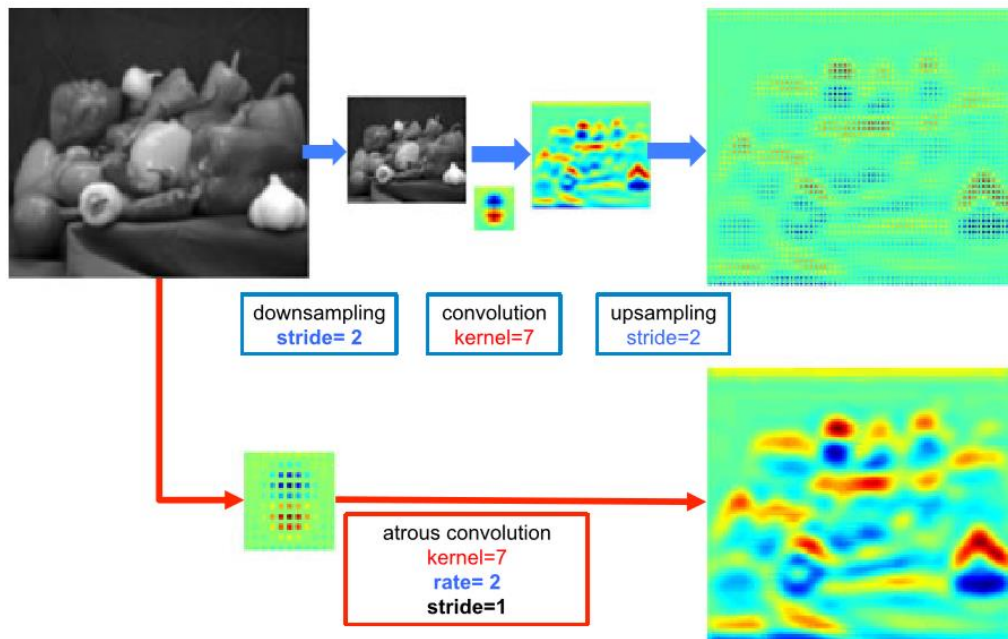 downsampling
stride= 2
convolution
kernel=7
upsampling
stride=2
atrous convolution
kernel=7
rate= 2
stride=1